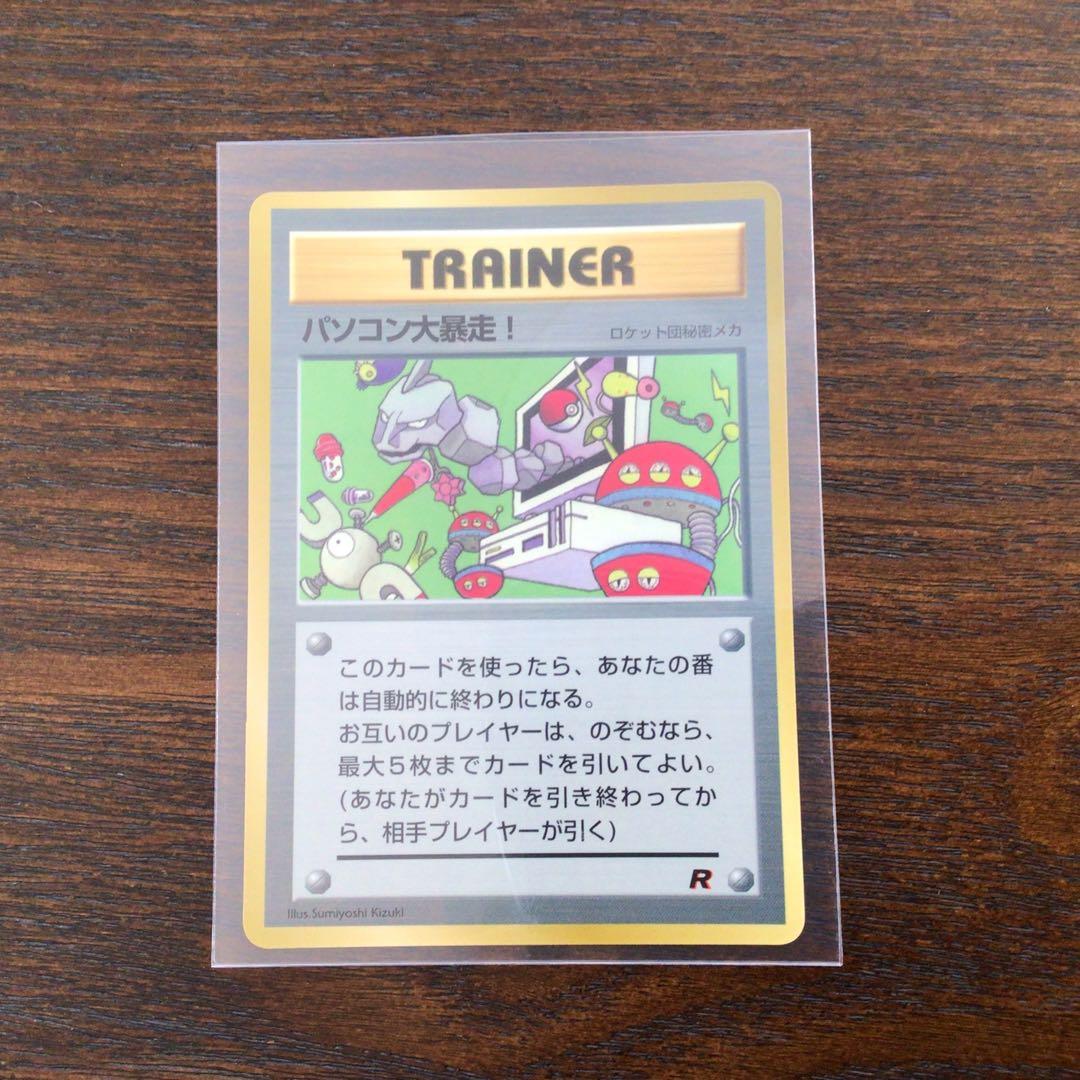 TRAINER
パソコン大暴走！
ロケット団秘密メカ
このカードを使ったら、あなたの番
は自動的に終わりになる。
お互いのプレイヤーは、のぞむなら、
最大5枚までカードを引いてよい。
(あなたがカードを引き終わってか
ら、相手プレイヤーが引く)
R
Illus.Sumiyoshi Kizuki